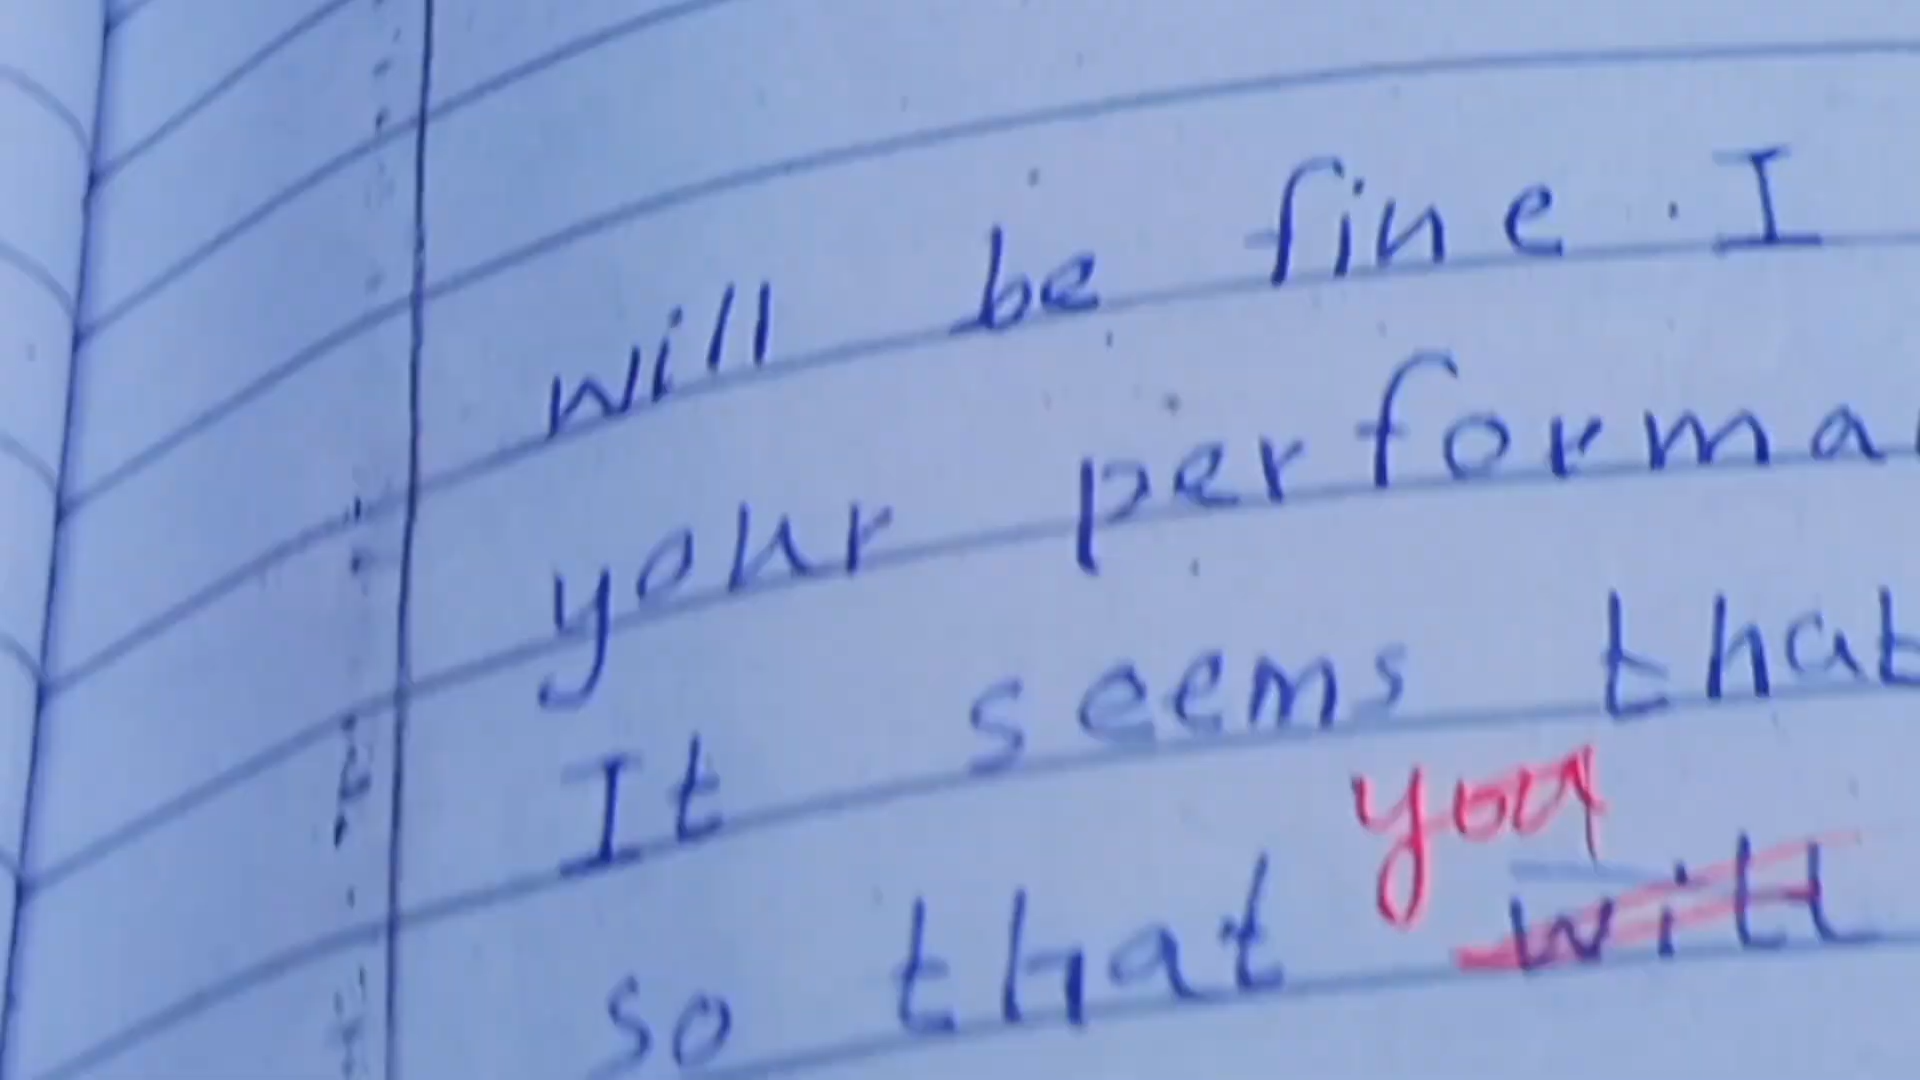 will be fine. I
your performa
It seems that
you
so that will